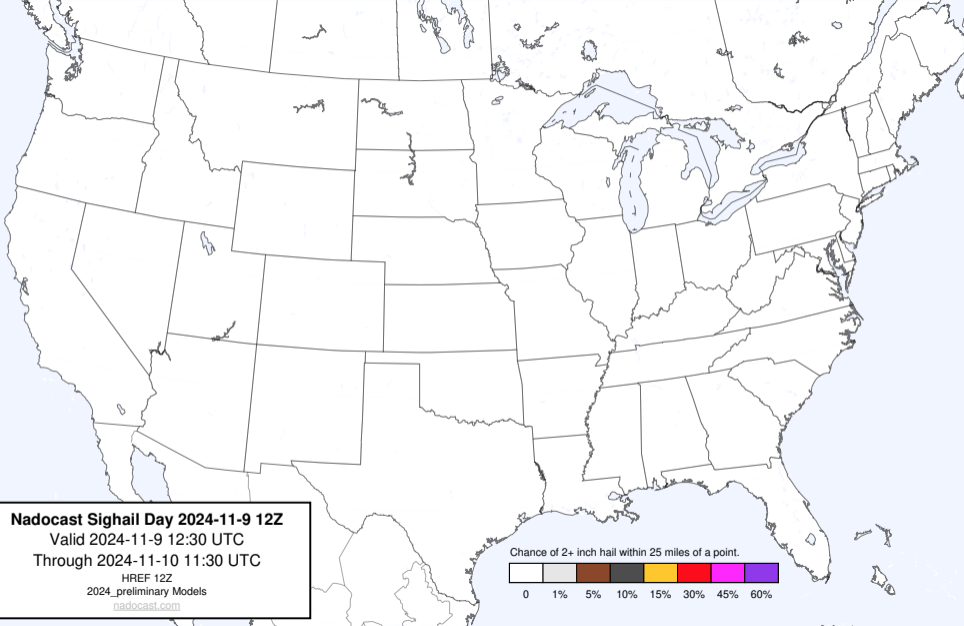 Nadocast Sighail Day 2024-11-9 12Z
Valid 2024-11-9 12:30 UTC
Through 2024-11-10 11:30 UTC
HREF 12Z
2024_preliminary Models
nadocast.com
Chance of 2+ inch hail within 25 miles of a point.
0 1% 5% 10% 15% 30% 45% 60%